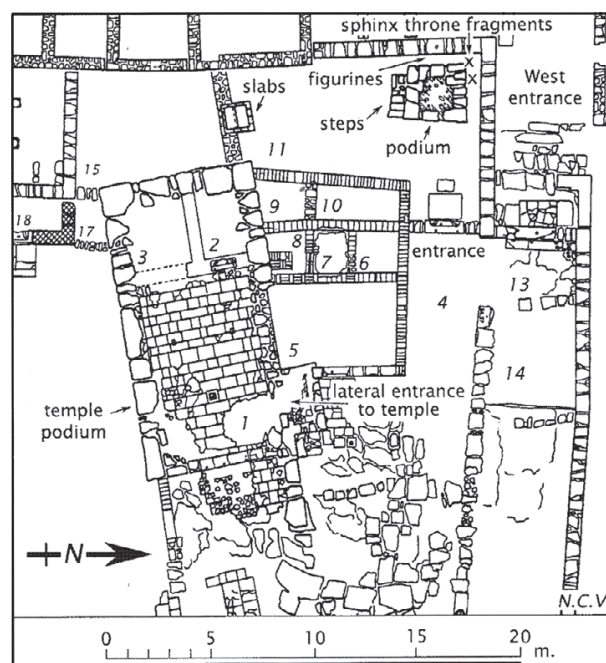 sphinx throne fragments
x
x
figurines
West
entrance
slabs
steps
podium
11
15
9
10
18
17
3
2
8
7
6
entrance
13
4
14
5
lateral entrance
to temple
temple
podium
1
N
N.C.V
0 5 10 15 20
m.